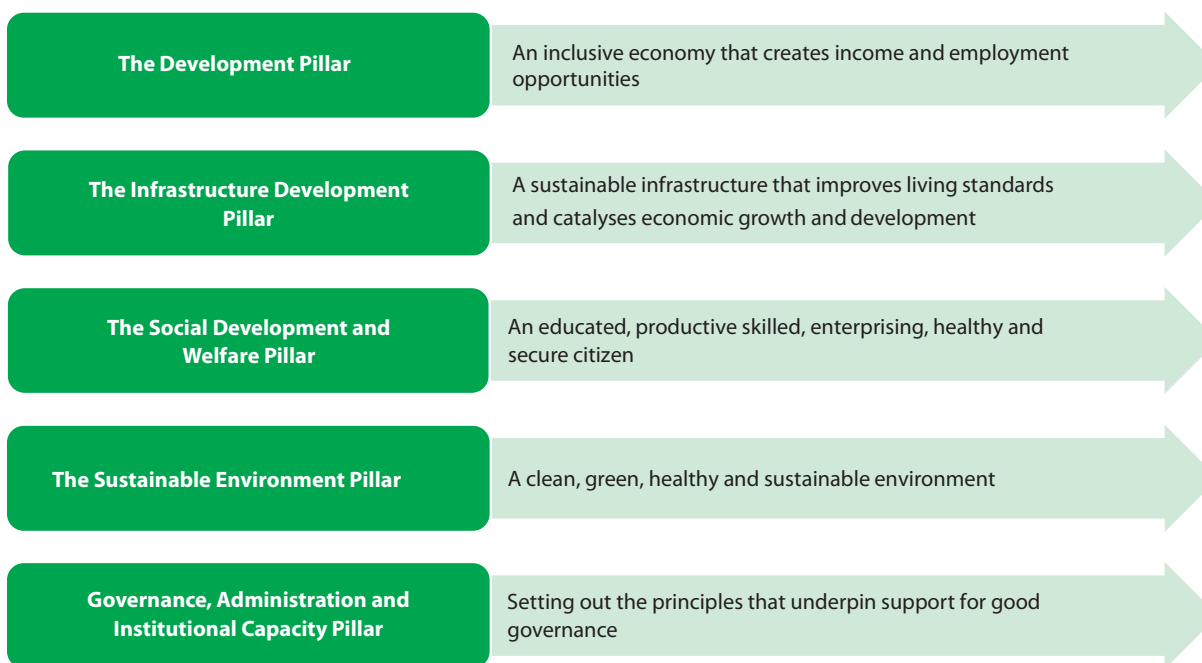 The Development Pillar
An inclusive economy that creates income and employment
opportunities
The Infrastructure Development
Pillar
A sustainable infrastructure that improves living standards
and catalyses economic growth and development
The Social Development and
Welfare Pillar
An educated, productive skilled, enterprising, healthy and
secure citizen
The Sustainable Environment Pillar
A clean, green, healthy and sustainable environment
Governance, Administration and
Institutional Capacity Pillar
Setting out the principles that underpin support for good
governance